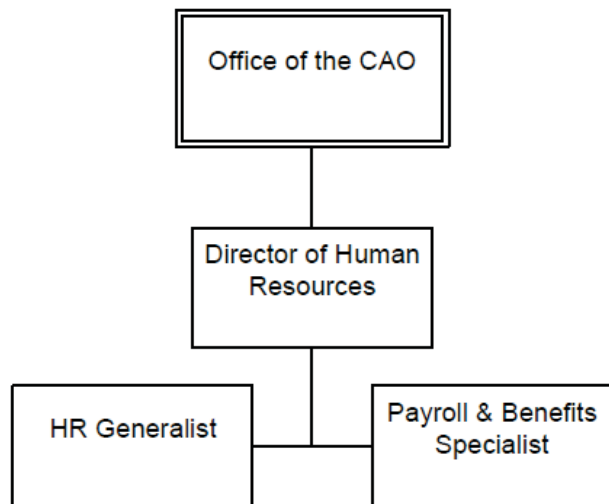 Office of the CAO
Director of Human
Resources
HR Generalist
Payroll & Benefits
Specialist